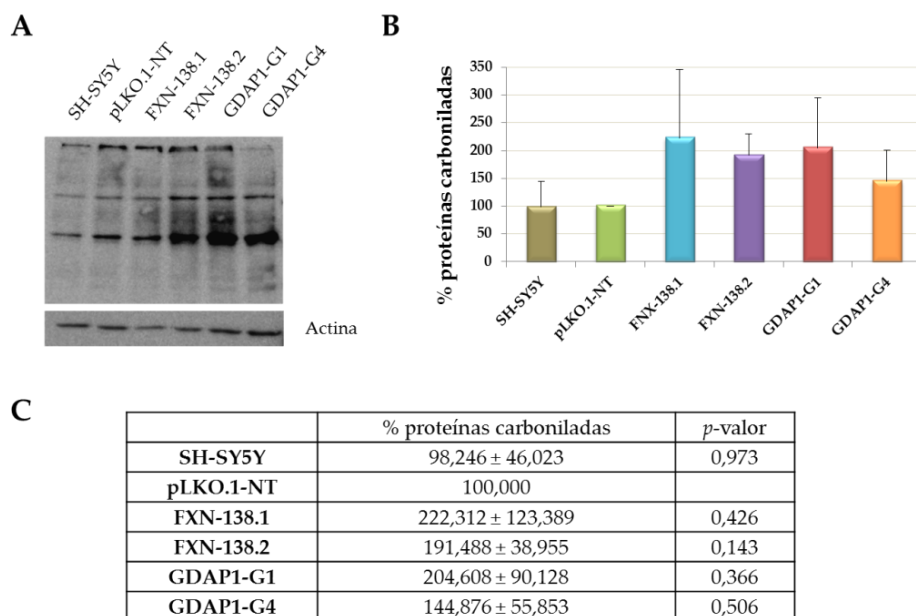 A
SH-SY5Y
pLKO.1-NT
FXN-138.1
FXN-138.2
GDAP1-G1
GDAP1-G4
Actina
B
% proteínas carboniladas
350
300
250
200
150
100
50
0
SH-SY5Y
pLKO.1-NT
FNX-138.1
FXN-138.2
GDAP1-G1
GDAP1-G4
C
% proteínas carboniladas p-valor
SH-SY5Y 98,246 ± 46,023 0,973
pLKO.1-NT 100,000
FXN-138.1 222,312 ± 123,389 0,426
FXN-138.2 191,488 ± 38,955 0,143
GDAP1-G1 204,608 ± 90,128 0,366
GDAP1-G4 144,876 ± 55,853 0,506